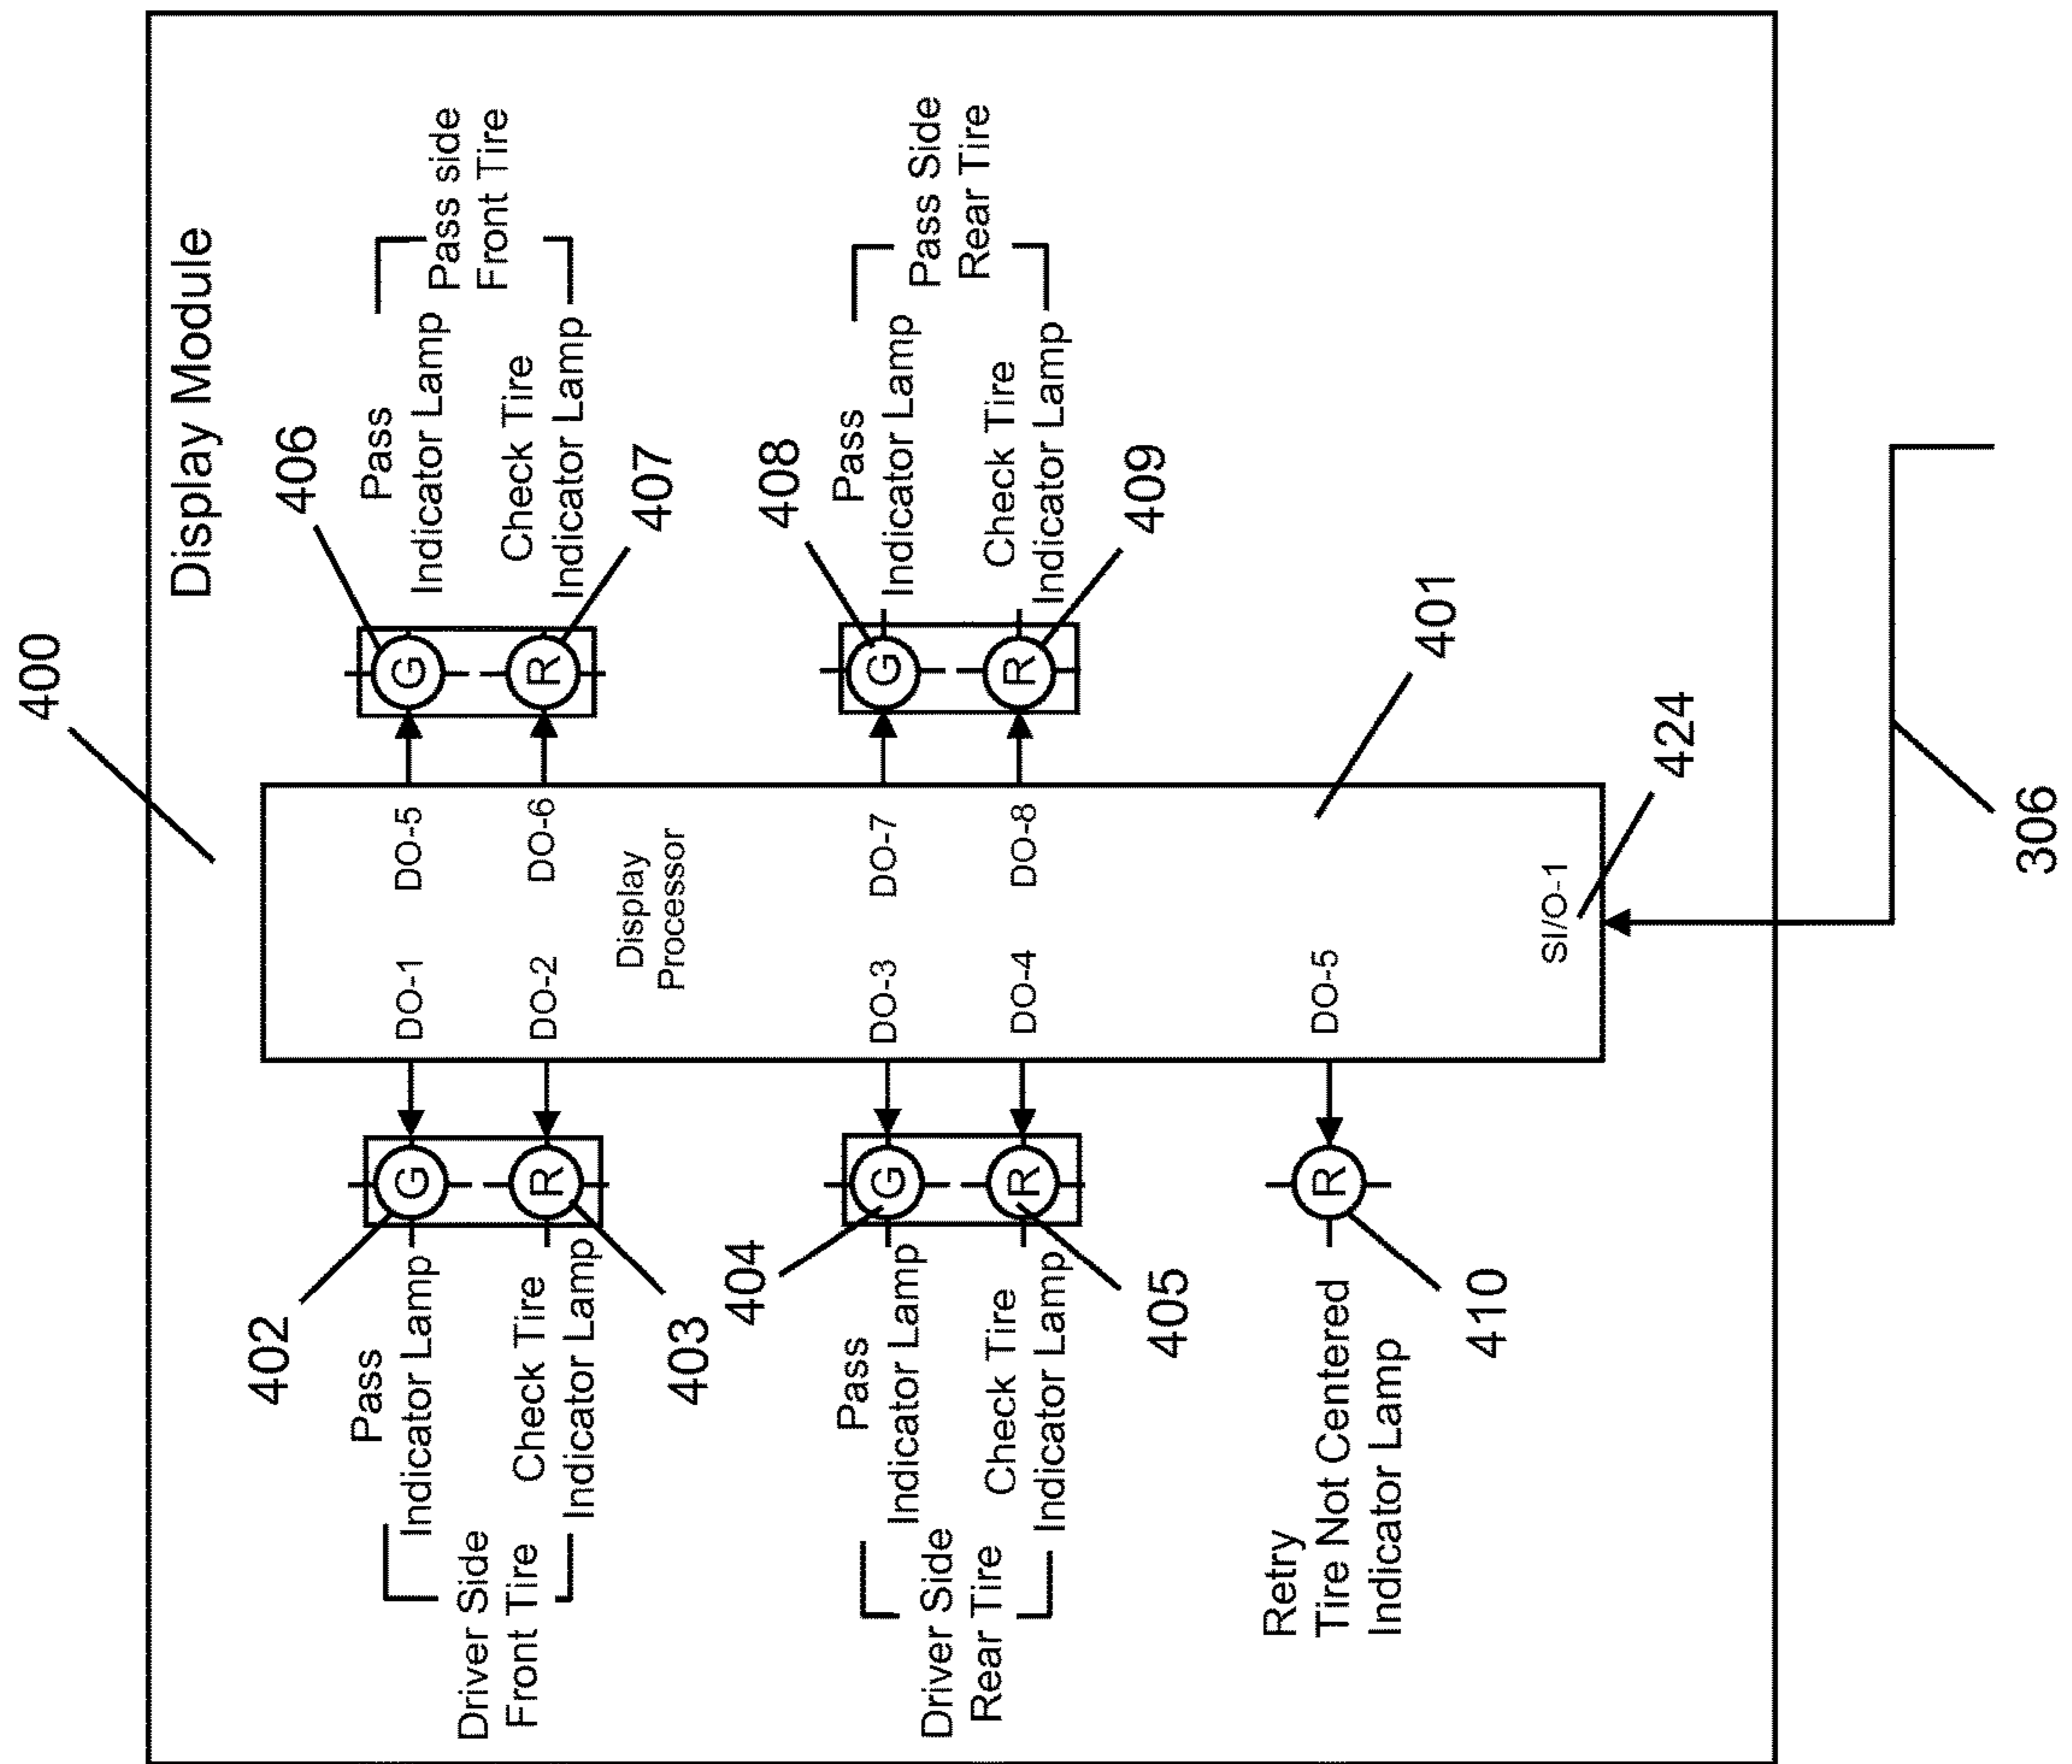 400
Display Module
402
Pass
Indicator Lamp
Driver Side
Front Tire
Check Tire
Indicator Lamp
403
G
R
DO-1
DO-2
DO-5
DO-6
G
R
406
Pass
Indicator Lamp
Pass side
Front Tire
Check Tire
Indicator Lamp
407
Display
Processor
404
Pass
Indicator Lamp
Driver Side
Rear Tire
Check Tire
Indicator Lamp
405
G
R
DO-3
DO-4
DO-7
DO-8
G
R
408
Pass
Indicator Lamp
Pass Side
Rear Tire
Check Tire
Indicator Lamp
409
Retry
Tire Not Centered
Indicator Lamp
410
R
DO-5
401
SI/O-1
424
306